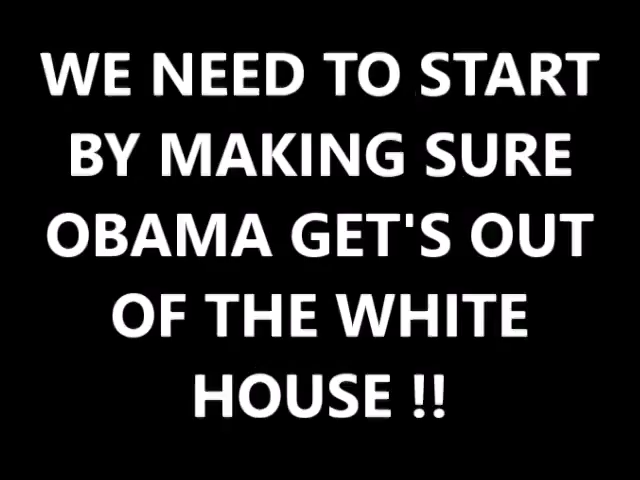 WE NEED TO START
BY MAKING SURE
OBAMA GET'S OUT
OF THE WHITE
HOUSE !!